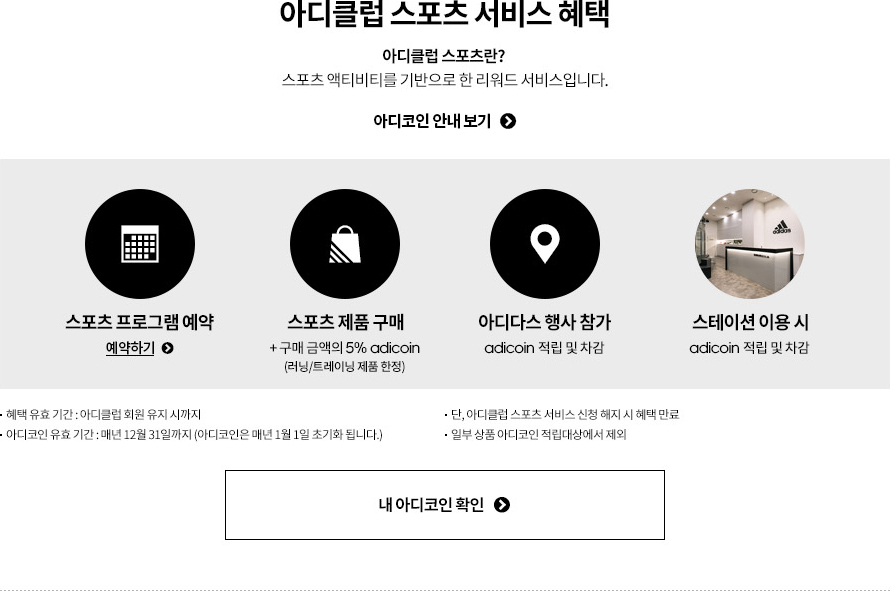 아디클럽 스포츠 서비스 혜택
아디클럽 스포츠란?
스포츠 액티비티를 기반으로 한 리워드 서비스입니다.
아디코인 안내 보기
adidas
스포츠 프로그램 예약
예약하기
스포츠 제품 구매
+ 구매 금액의 5% adicoin
(러닝/트레이닝 제품 한정)
아디다스 행사 참가
adicoin 적립 및 차감
스테이션 이용 시
adicoin 적립 및 차감
· 혜택 유효 기간 : 아디클럽 회원 유지 시까지
· 아디코인 유효 기간 : 매년 12월 31일까지 (아디코인은 매년 1월 1일 초기화 됩니다.)
· 단, 아디클럽 스포츠 서비스 신청 해지 시 혜택 만료
· 일부 상품 아디코인 적립대상에서 제외
내 아디코인 확인